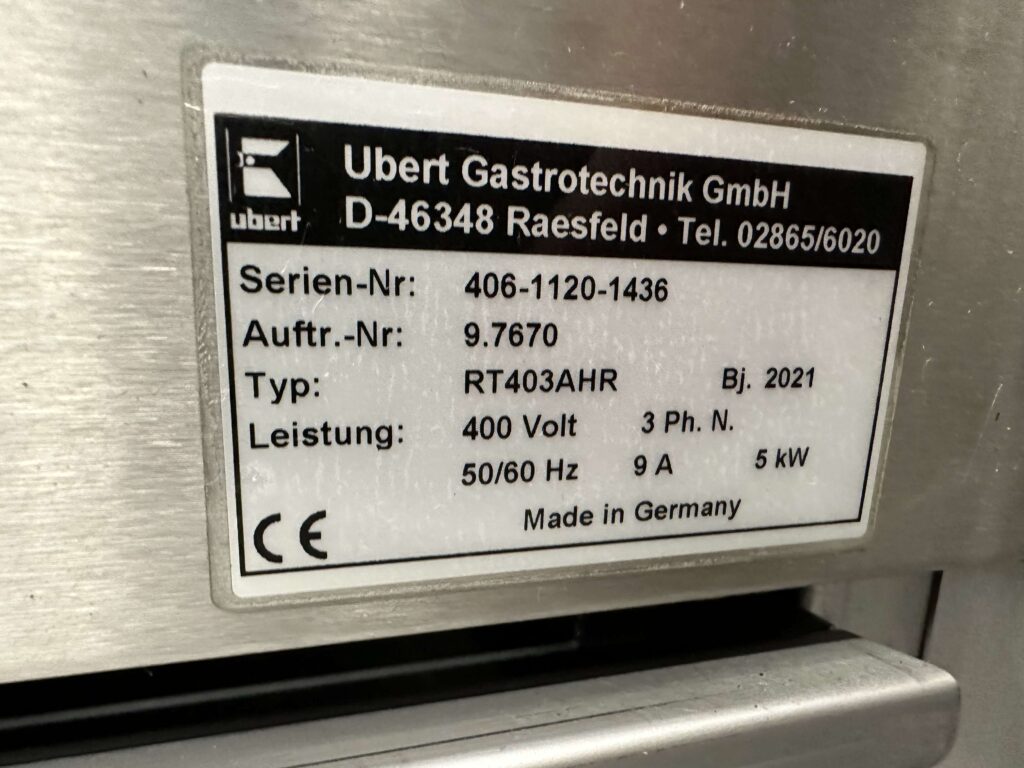 ubert
Ubert Gastrotechnik GmbH
D-46348 Raesfeld • Tel. 02865/6020
Serien-Nr: 406-1120-1436
Auftr.-Nr: 9.7670
Typ: RT403AHR Bj. 2021
Leistung: 400 Volt 3 Ph. N.
50/60 Hz 9 A 5 kW
Made in Germany
CE